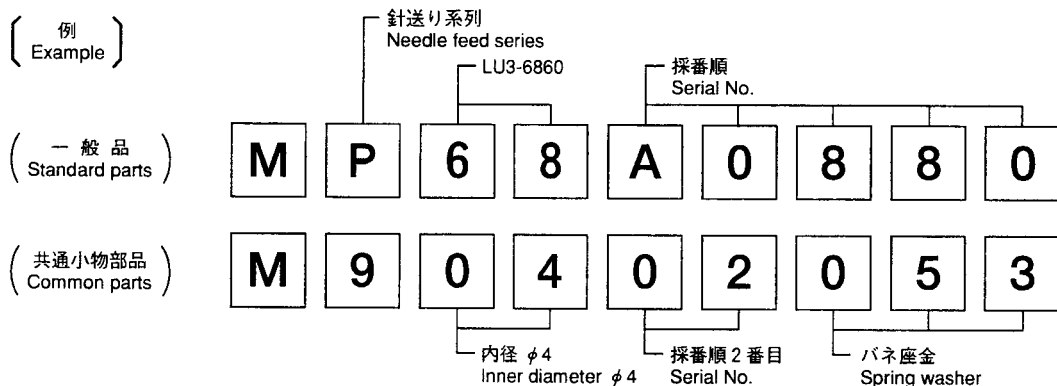 例
Example
針送り系列
Needle feed series
LU3-6860
採番順
Serial No.
一般品
Standard parts
M P 6 8 A 0 8 8 0
共通小物部品
Common parts
M 9 0 4 0 2 0 5 3
内径 φ4
Inner diameter φ4
採番順2番目
Serial No.
バネ座金
Spring washer